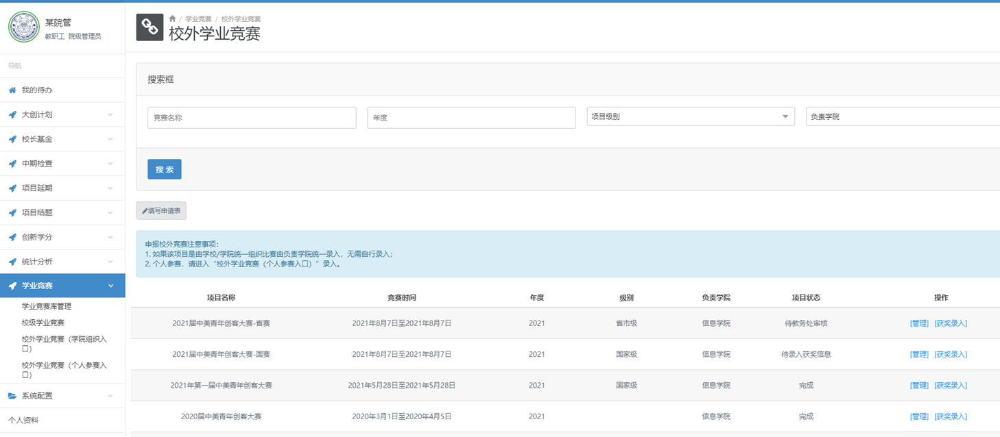 某院管
教职工 院级管理员
导航
我的待办
大创计划
校长基金
中期检查
项目延期
项目结题
创新学分
统计分析
学业竞赛
学业竞赛库管理
校级学业竞赛
校外学业竞赛（学院组织入
口）
校外学业竞赛（个人参赛入
口）
系统配置
个人资料
/ 学业竞赛 / 校外学业竞赛
校外学业竞赛
搜索框
竞赛名称 年度 项目级别 负责学院
搜 索
填写申请表
申报校外竞赛注意事项：
1. 如果该项目是由学校/学院统一组织比赛由负责学院统一录入，无需自行录入；
2. 个人参赛，请进入“校外学业竞赛（个人参赛入口）”录入。
项目名称 竞赛时间 年度 级别 负责学院 项目状态 操作
2021届中美青年创客大赛-省赛 2021年8月7日至2021年8月7日 2021 省市级 信息学院 待教务处审核 [管理] [获奖录入]
2021届中美青年创客大赛-国赛 2021年8月7日至2021年8月7日 2021 国家级 信息学院 待录入获奖信息 [管理] [获奖录入]
2021年第一届中美青年创客大赛 2021年5月28日至2021年5月28日 2021 国家级 信息学院 完成 [管理] [获奖录入]
2020届中美青年创客大赛 2020年3月1日至2020年4月5日 2021 信息学院 完成 [管理] [获奖录入]